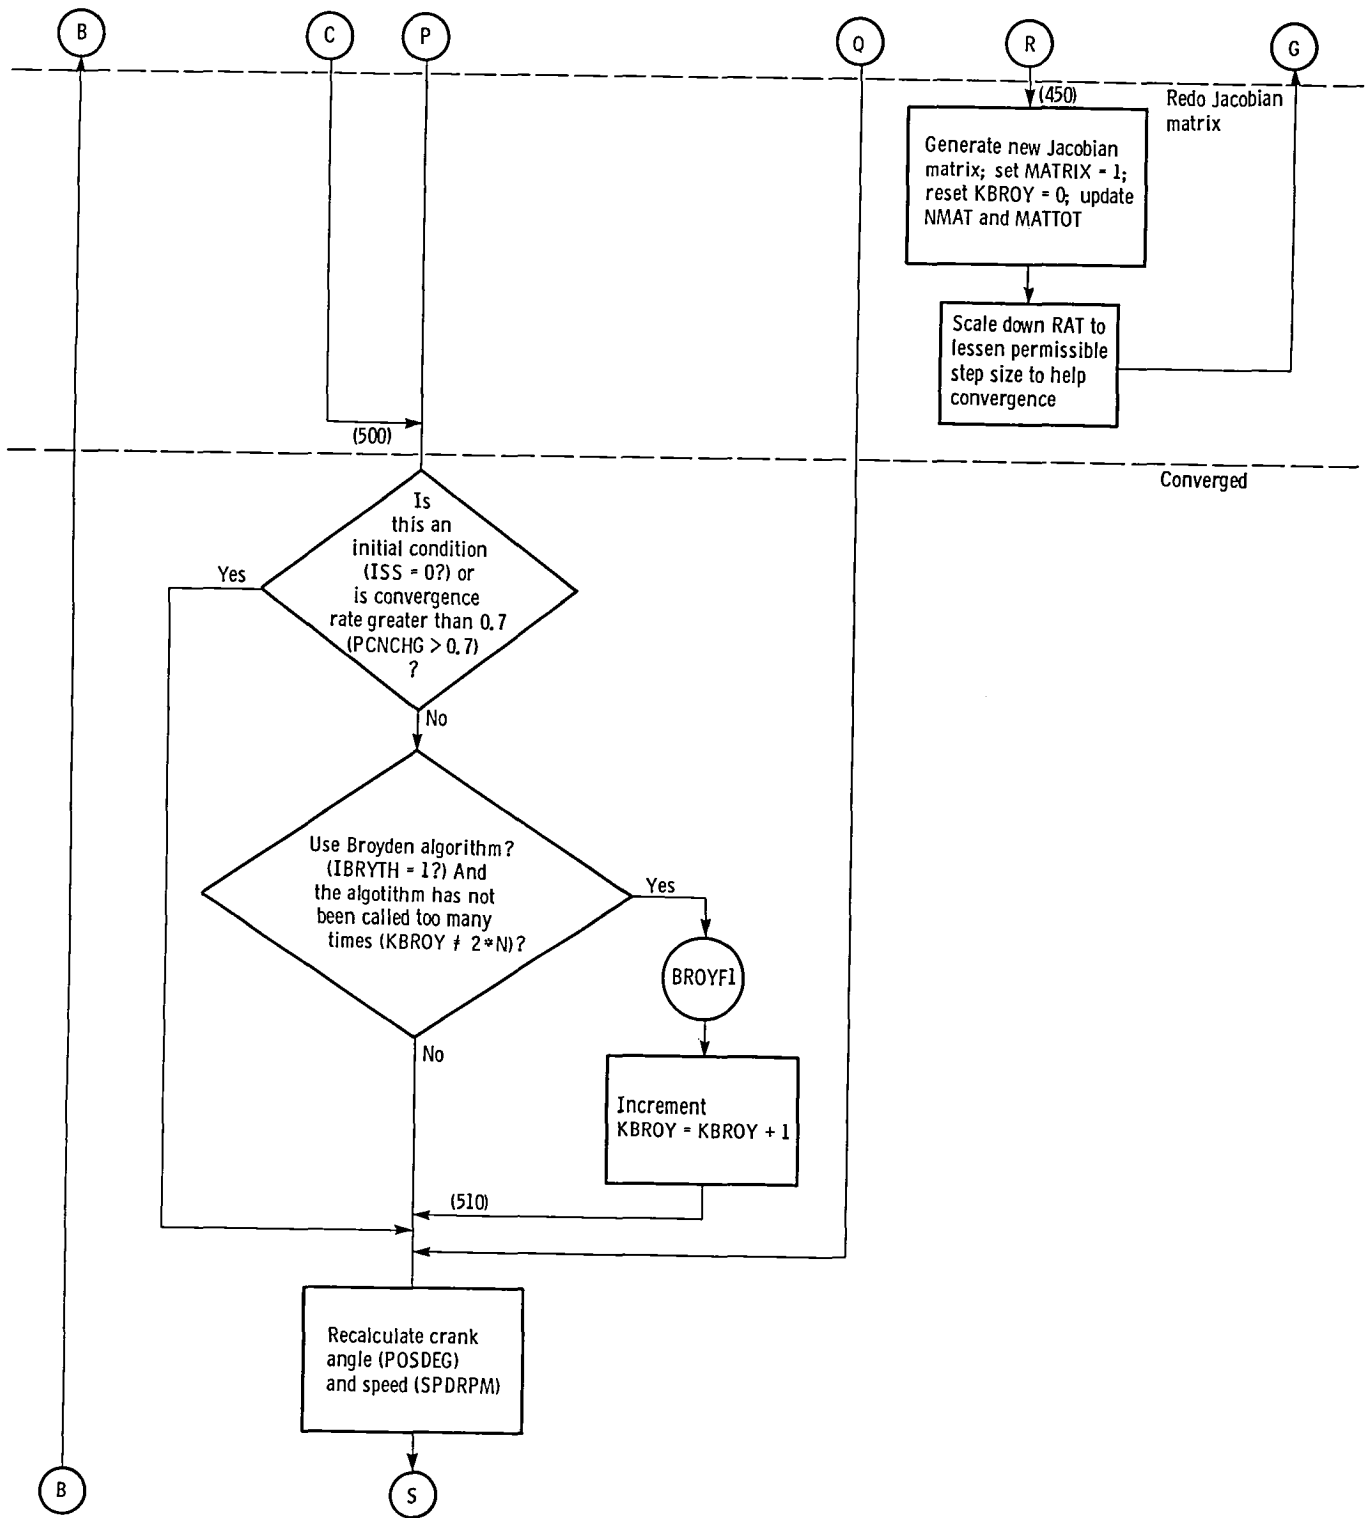 B
C
P
Q
R
G
(450)
Redo Jacobian
matrix
Generate new Jacobian
matrix; set MATRIX = 1;
reset KBROY = 0; update
NMAT and MATTOT
Scale down RAT to
lessen permissible
step size to help
convergence
(500)
Converged
Is
this an
initial condition
(ISS = 0?) or
is convergence
rate greater than 0.7
(PCNCHG > 0.7)
?
Yes
No
Use Broyden algorithm?
(IBRYTH = 1?) And
the algotithm has not
been called too many
times (KBROY ≠ 2*N)?
Yes
BROYF1
No
Increment
KBROY = KBROY + 1
(510)
Recalculate crank
angle (POSDEG)
and speed (SPDRPM)
B
S